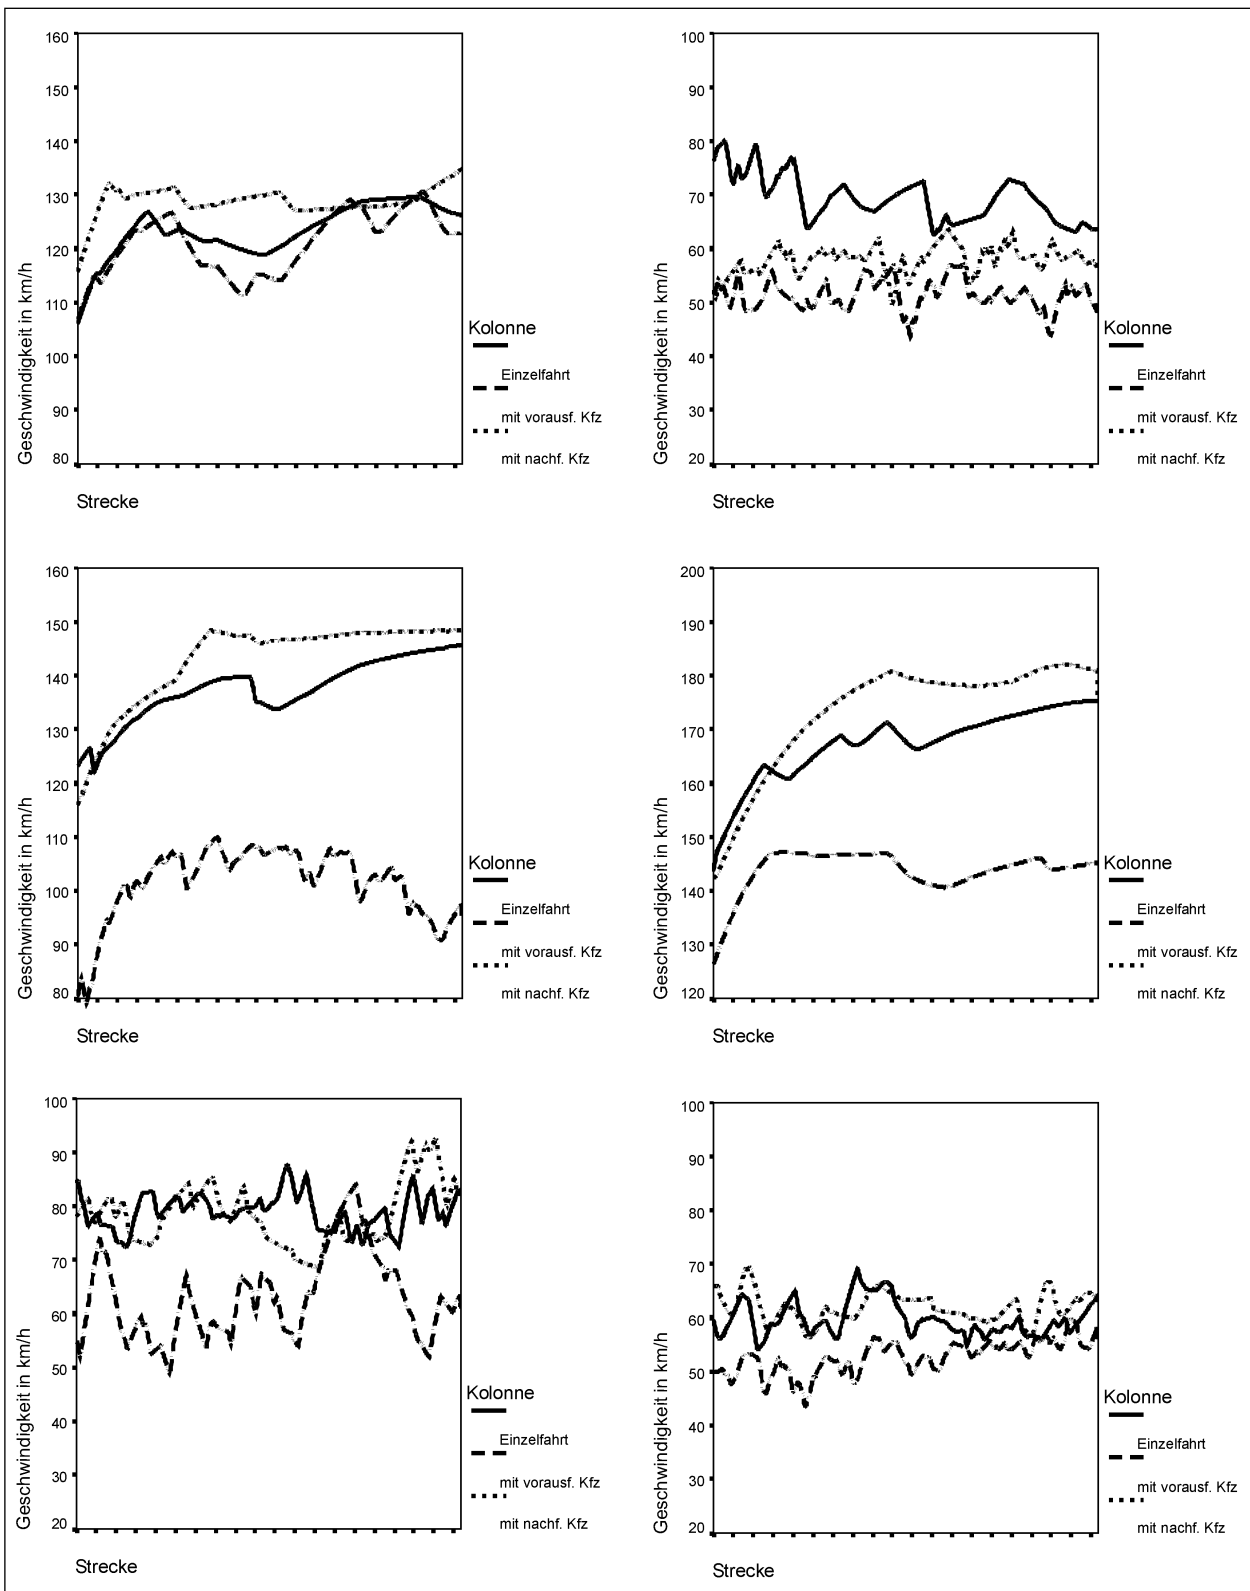 160
150
140
130
120
110
100
90
80
Geschwindigkeit in km/h
Strecke
Kolonne
Einzelfahrt
mit vorausf. Kfz
mit nachf. Kfz
100
90
80
70
60
50
40
30
20
Geschwindigkeit in km/h
Strecke
Kolonne
Einzelfahrt
mit vorausf. Kfz
mit nachf. Kfz
160
150
140
130
120
110
100
90
80
Geschwindigkeit in km/h
Strecke
Kolonne
Einzelfahrt
mit vorausf. Kfz
mit nachf. Kfz
200
190
180
170
160
150
140
130
120
Geschwindigkeit in km/h
Strecke
Kolonne
Einzelfahrt
mit vorausf. Kfz
mit nachf. Kfz
100
90
80
70
60
50
40
30
20
Geschwindigkeit in km/h
Strecke
Kolonne
Einzelfahrt
mit vorausf. Kfz
mit nachf. Kfz
100
90
80
70
60
50
40
30
20
Geschwindigkeit in km/h
Strecke
Kolonne
Einzelfahrt
mit vorausf. Kfz
mit nachf. Kfz